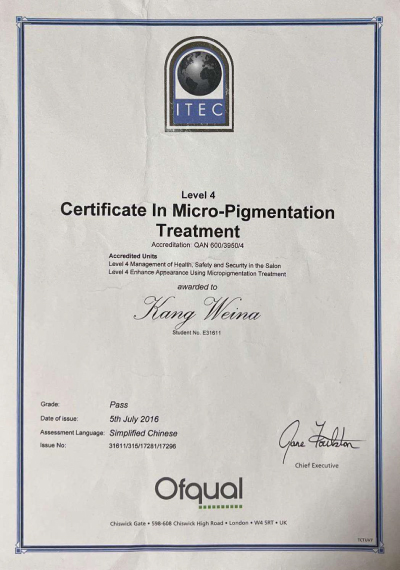 ITEC
Level 4
Certificate In Micro-Pigmentation
Treatment
Accreditation: QAN 600/3950/4
Accredited Units
Level 4 Management of Health, Safety and Security in the Salon
Level 4 Enhance Appearance Using Micropigmentation Treatment
awarded to
Kang Weina
Student No. E31611
Grade: Pass
Date of issue: 5th July 2016
Assessment Language: Simplified Chinese
Issue No: 31611/315/17281/17296
Chief Executive
Ofqual
Chiswick Gate • 598-608 Chiswick High Road • London • W4 5RT • UK